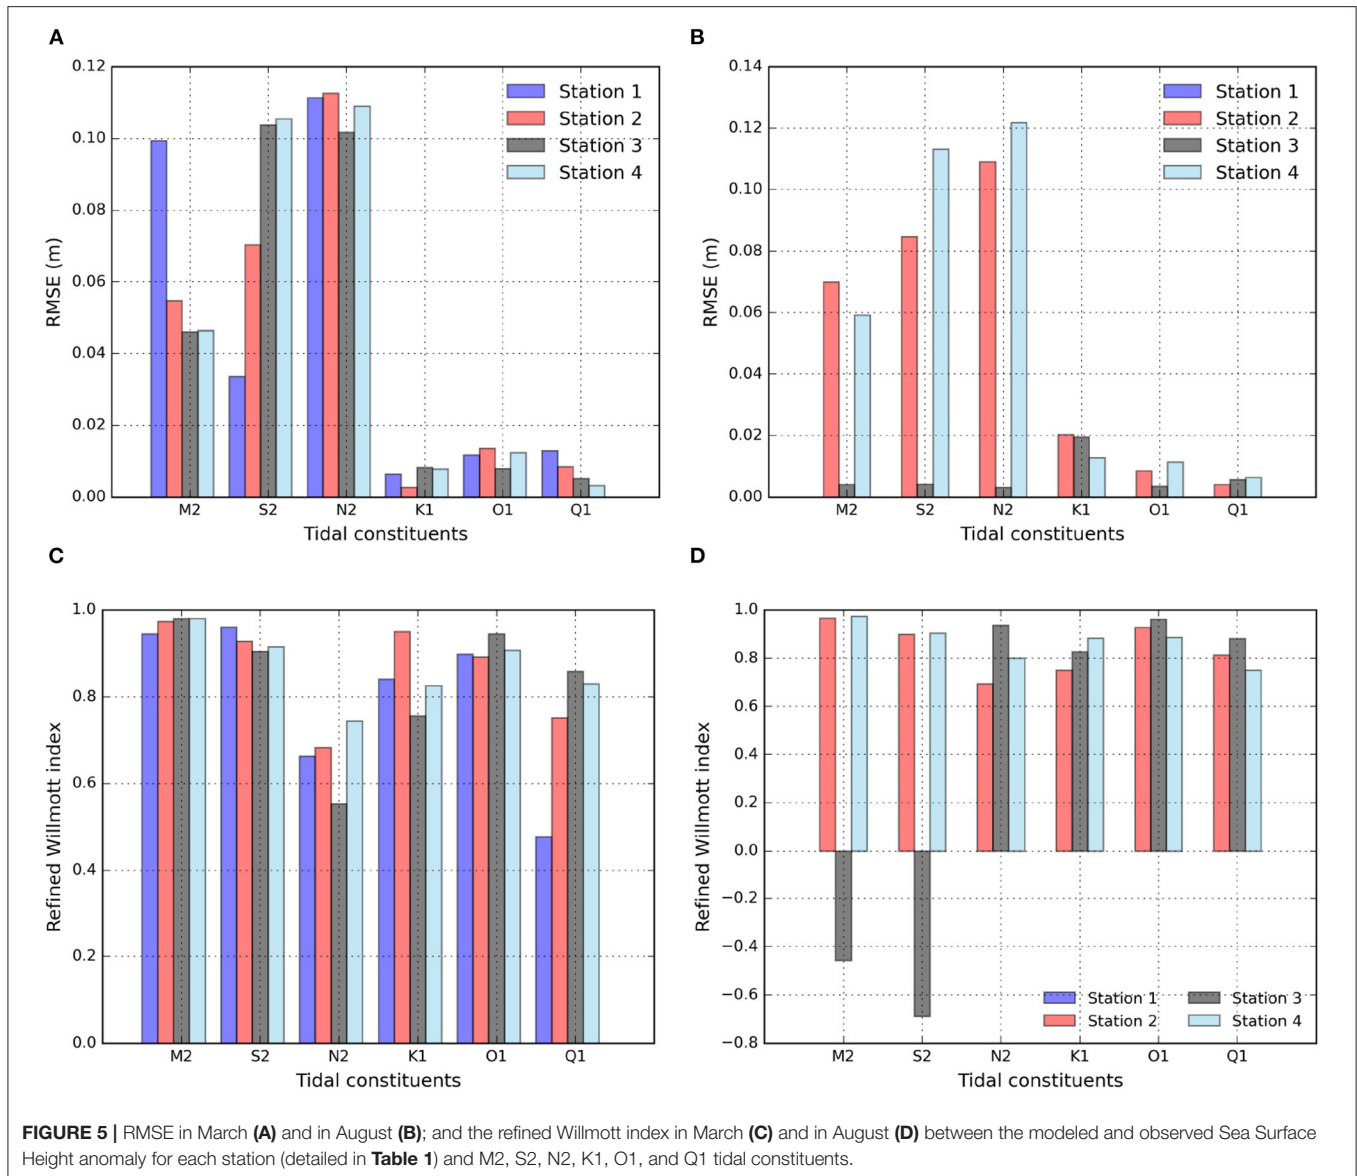 A
0.12
0.10
0.08
0.06
0.04
0.02
0.00
RMSE (m)
Station 1
Station 2
Station 3
Station 4
M2 S2 N2 K1 O1 Q1
Tidal constituents
B
0.14
0.12
0.10
0.08
0.06
0.04
0.02
0.00
RMSE (m)
Station 1
Station 2
Station 3
Station 4
M2 S2 N2 K1 O1 Q1
Tidal constituents
C
1.0
0.8
0.6
0.4
0.2
0.0
Refined Willmott index
M2 S2 N2 K1 O1 Q1
Tidal constituents
D
1.0
0.8
0.6
0.4
0.2
0.0
−0.2
−0.4
−0.6
−0.8
Refined Willmott index
Station 1 Station 3
Station 2 Station 4
M2 S2 N2 K1 O1 Q1
Tidal constituents
FIGURE 5 | RMSE in March (A) and in August (B); and the refined Willmott index in March (C) and in August (D) between the modeled and observed Sea Surface
Height anomaly for each station (detailed in Table 1) and M2, S2, N2, K1, O1, and Q1 tidal constituents.